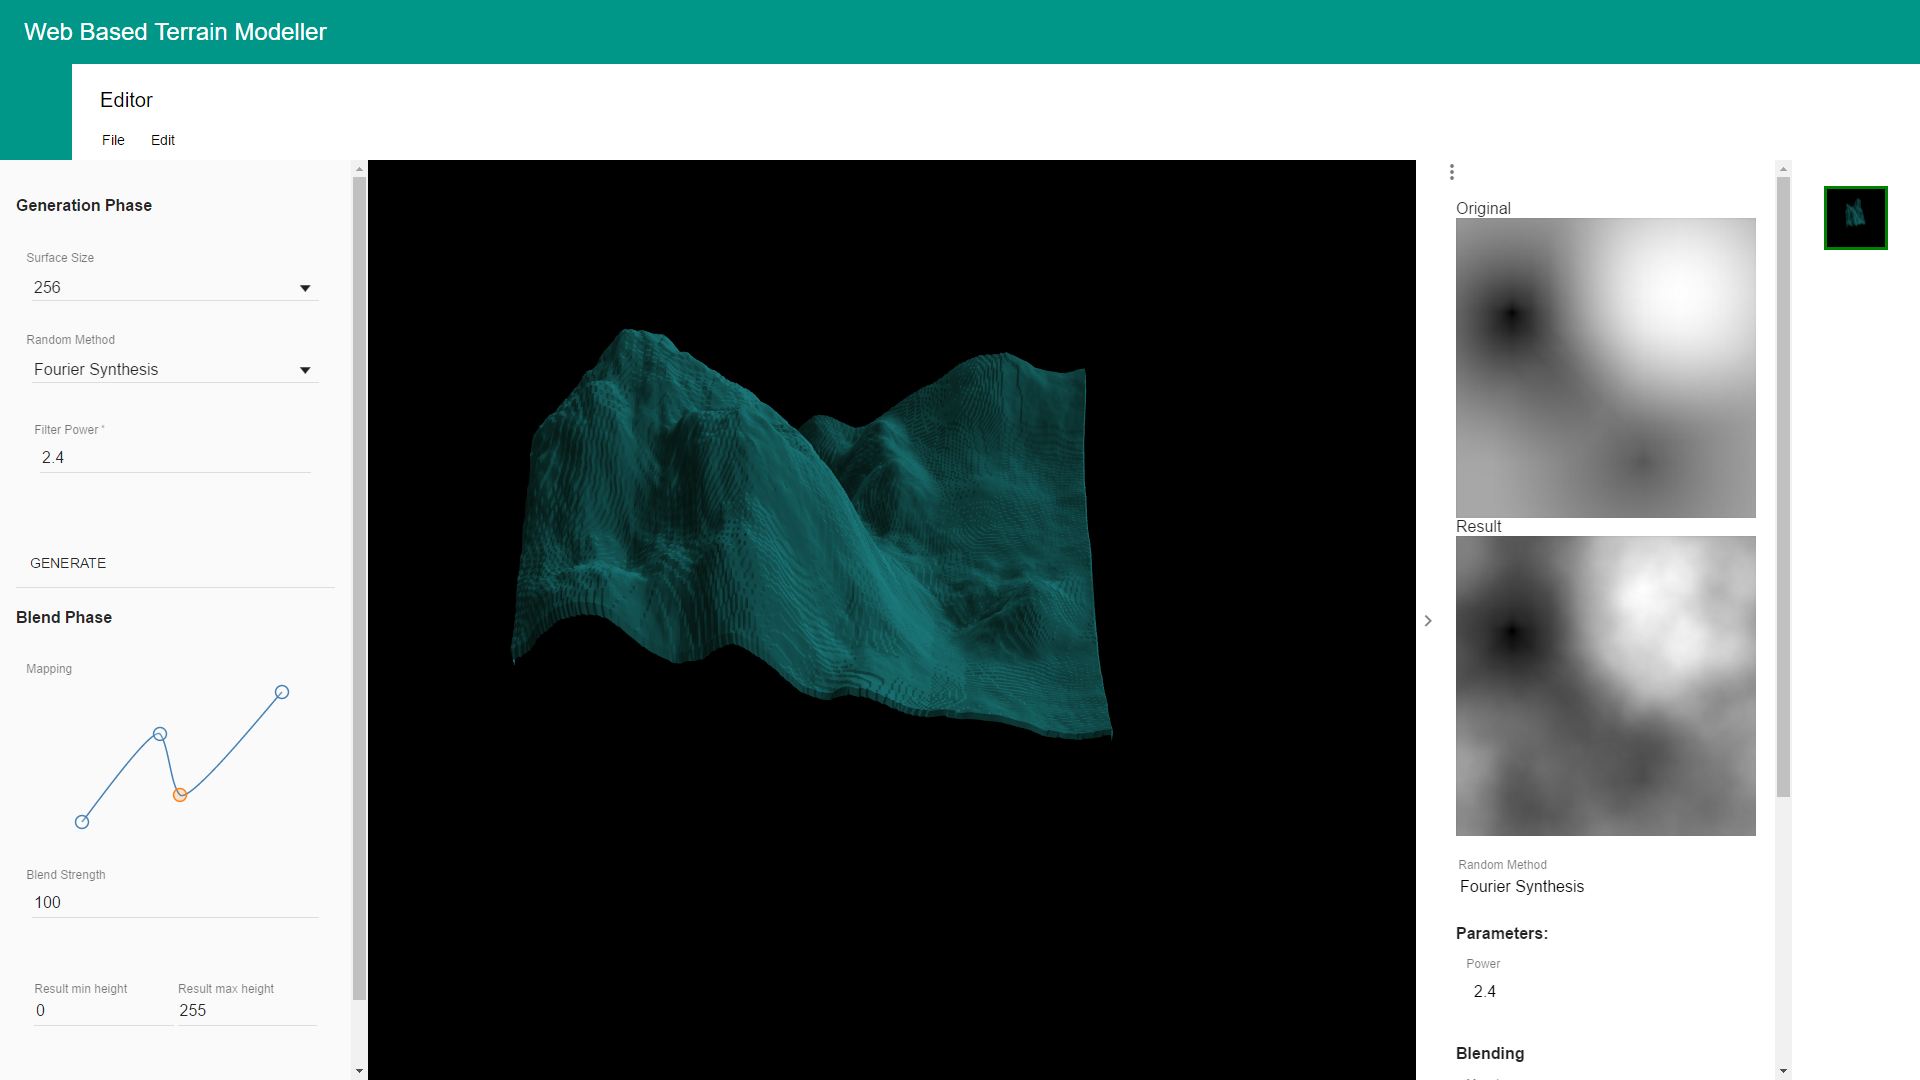 Web Based Terrain Modeller
Editor
File Edit
Generation Phase
Surface Size
256
Random Method
Fourier Synthesis
Filter Power *
2.4
GENERATE
Blend Phase
Mapping
Blend Strength
100
Result min height Result max height
0 255
Original
Result
Random Method
Fourier Synthesis
Parameters:
Power
2.4
Blending